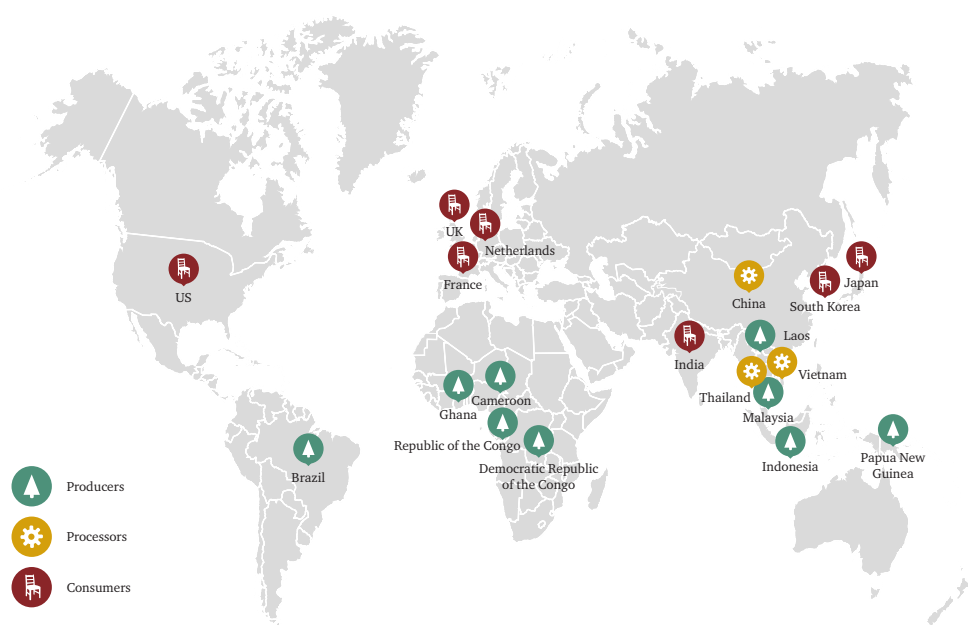 UK
Netherlands
France
US
China
Japan
South Korea
Laos
India
Vietnam
Thailand
Malaysia
Cameroon
Ghana
Republic of the Congo
Democratic Republic
of the Congo
Indonesia
Papua New
Guinea
Brazil
Producers
Processors
Consumers